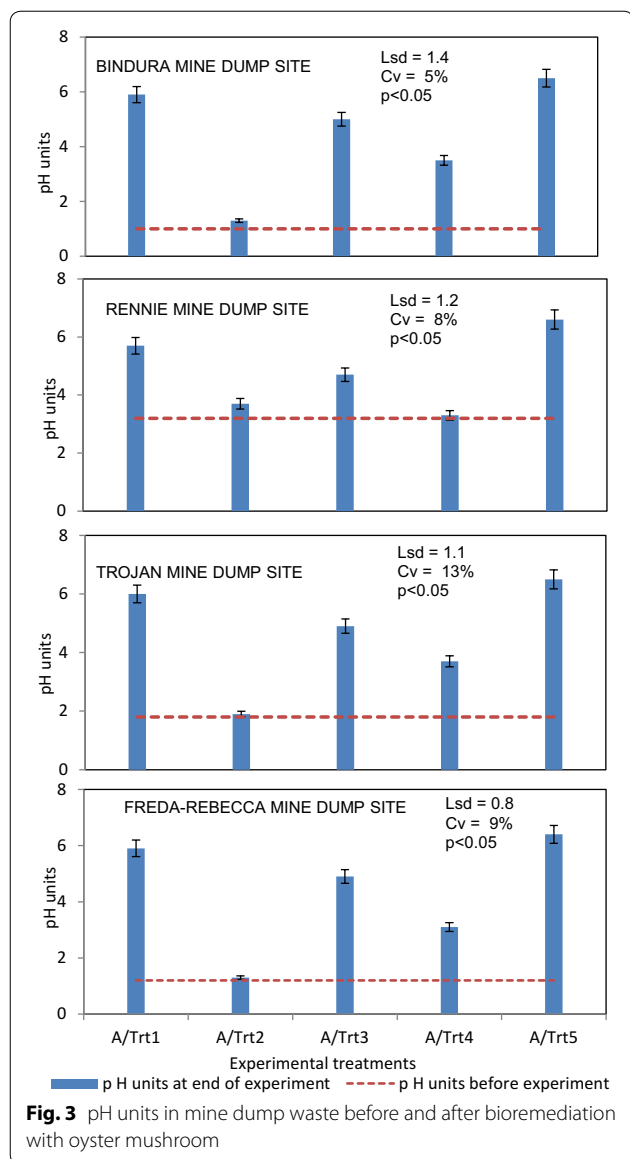 8
6
4
2
0
pH units
BINDURA MINE DUMP SITE
Lsd = 1.4
Cv = 5%
p<0.05
8
6
4
2
0
pH units
RENNIE MINE DUMP SITE
Lsd = 1.2
Cv = 8%
p<0.05
8
6
4
2
0
pH units
TROJAN MINE DUMP SITE
Lsd = 1.1
Cv = 13%
p<0.05
8
6
4
2
0
pH units
FREDA-REBECCA MINE DUMP SITE
Lsd = 0.8
Cv = 9%
p<0.05
A/Trt1 A/Trt2 A/Trt3 A/Trt4 A/Trt5
Experimental treatments
p H units at end of experiment p H units before experiment
Fig. 3 pH units in mine dump waste before and after bioremediation
with oyster mushroom